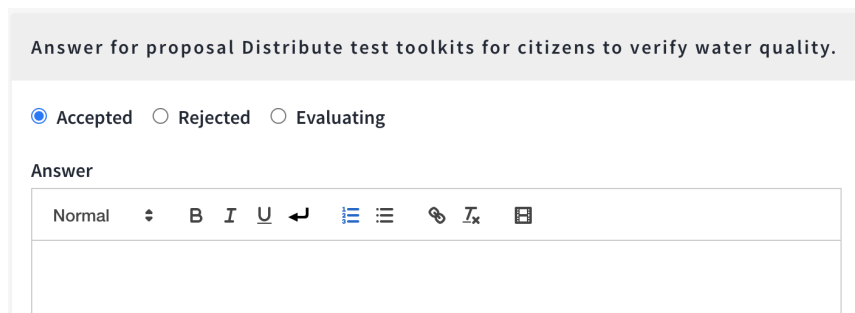 Answer for proposal Distribute test toolkits for citizens to verify water quality.
Accepted Rejected Evaluating
Answer
Normal B I U